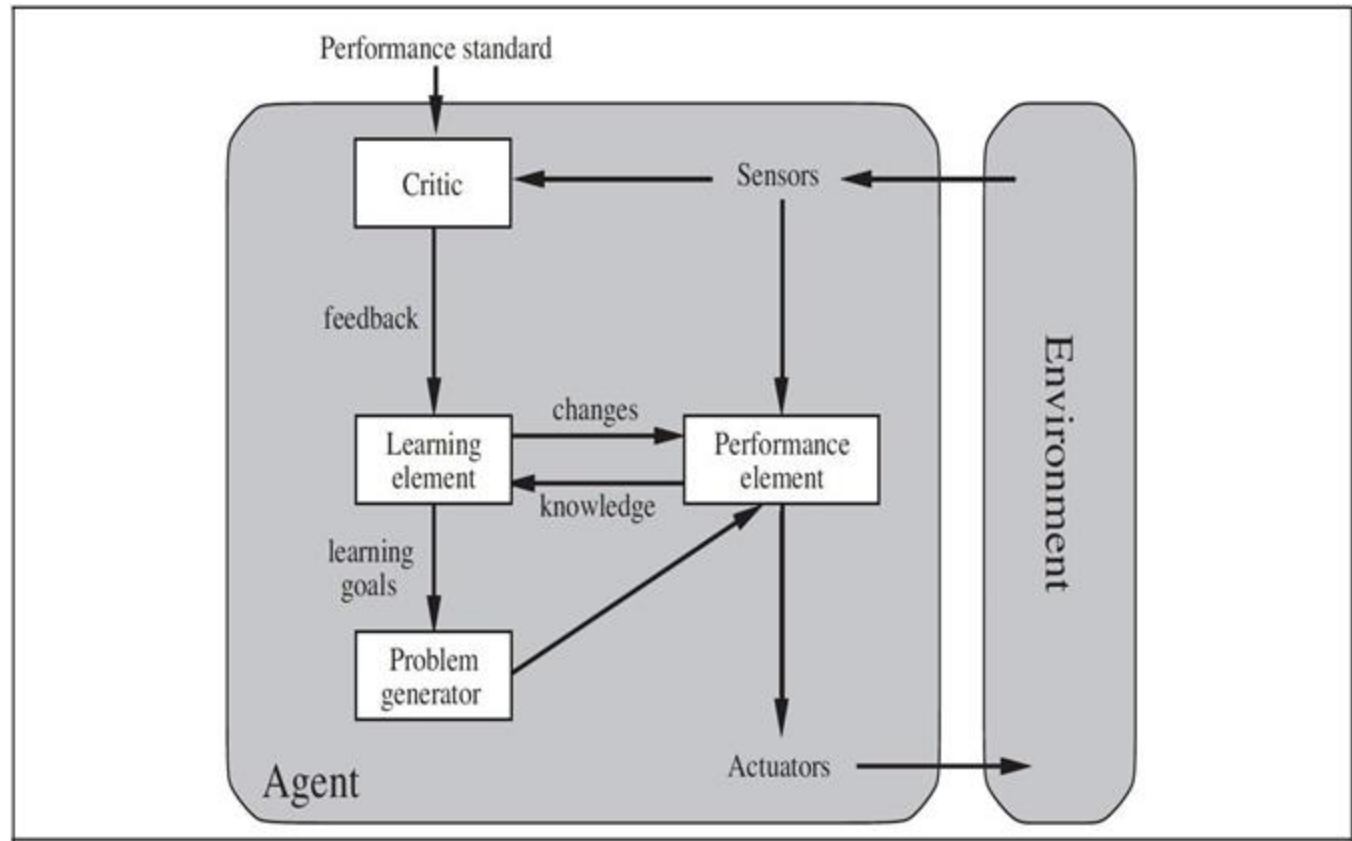 Performance standard
Critic
Sensors
feedback
changes
Learning
element
Performance
element
knowledge
learning
goals
Problem
generator
Actuators
Agent
Environment